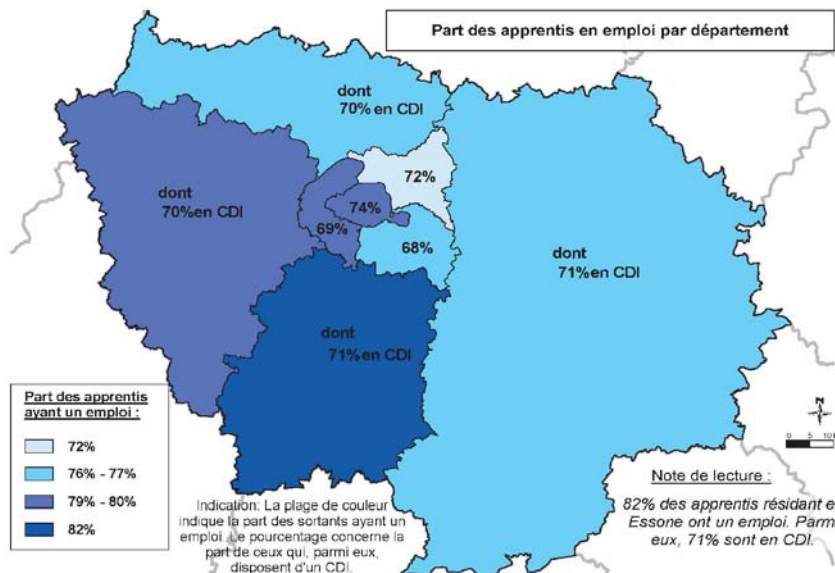 Part des apprentis en emploi par département
dont
70% en CDI
dont
70%en CDI
72%
74%
69%
68%
dont
71%en CDI
dont
71%en CDI
Part des apprentis
ayant un emploi :
72%
76% - 77%
79% - 80%
82%
Indication: La plage de couleur
indique la part des sortants ayant un
emploi. Le pourcentage concerne la
part de ceux qui, parmi eux,
disposent d'un CDI.
N
0 5 10
Note de lecture :
82% des apprentis résidant e
Essone ont un emploi. Parm
eux, 71% sont en CDI.